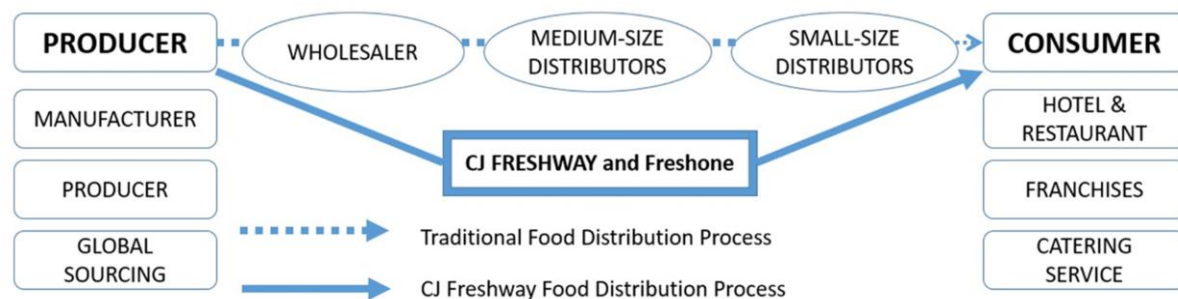 PRODUCER
WHOLESALER
MEDIUM-SIZE
DISTRIBUTORS
SMALL-SIZE
DISTRIBUTORS
CONSUMER
MANUFACTURER
HOTEL &
RESTAURANT
CJ FRESHWAY and Freshone
PRODUCER
FRANCHISES
GLOBAL
SOURCING
Traditional Food Distribution Process
CATERING
SERVICE
CJ Freshway Food Distribution Process